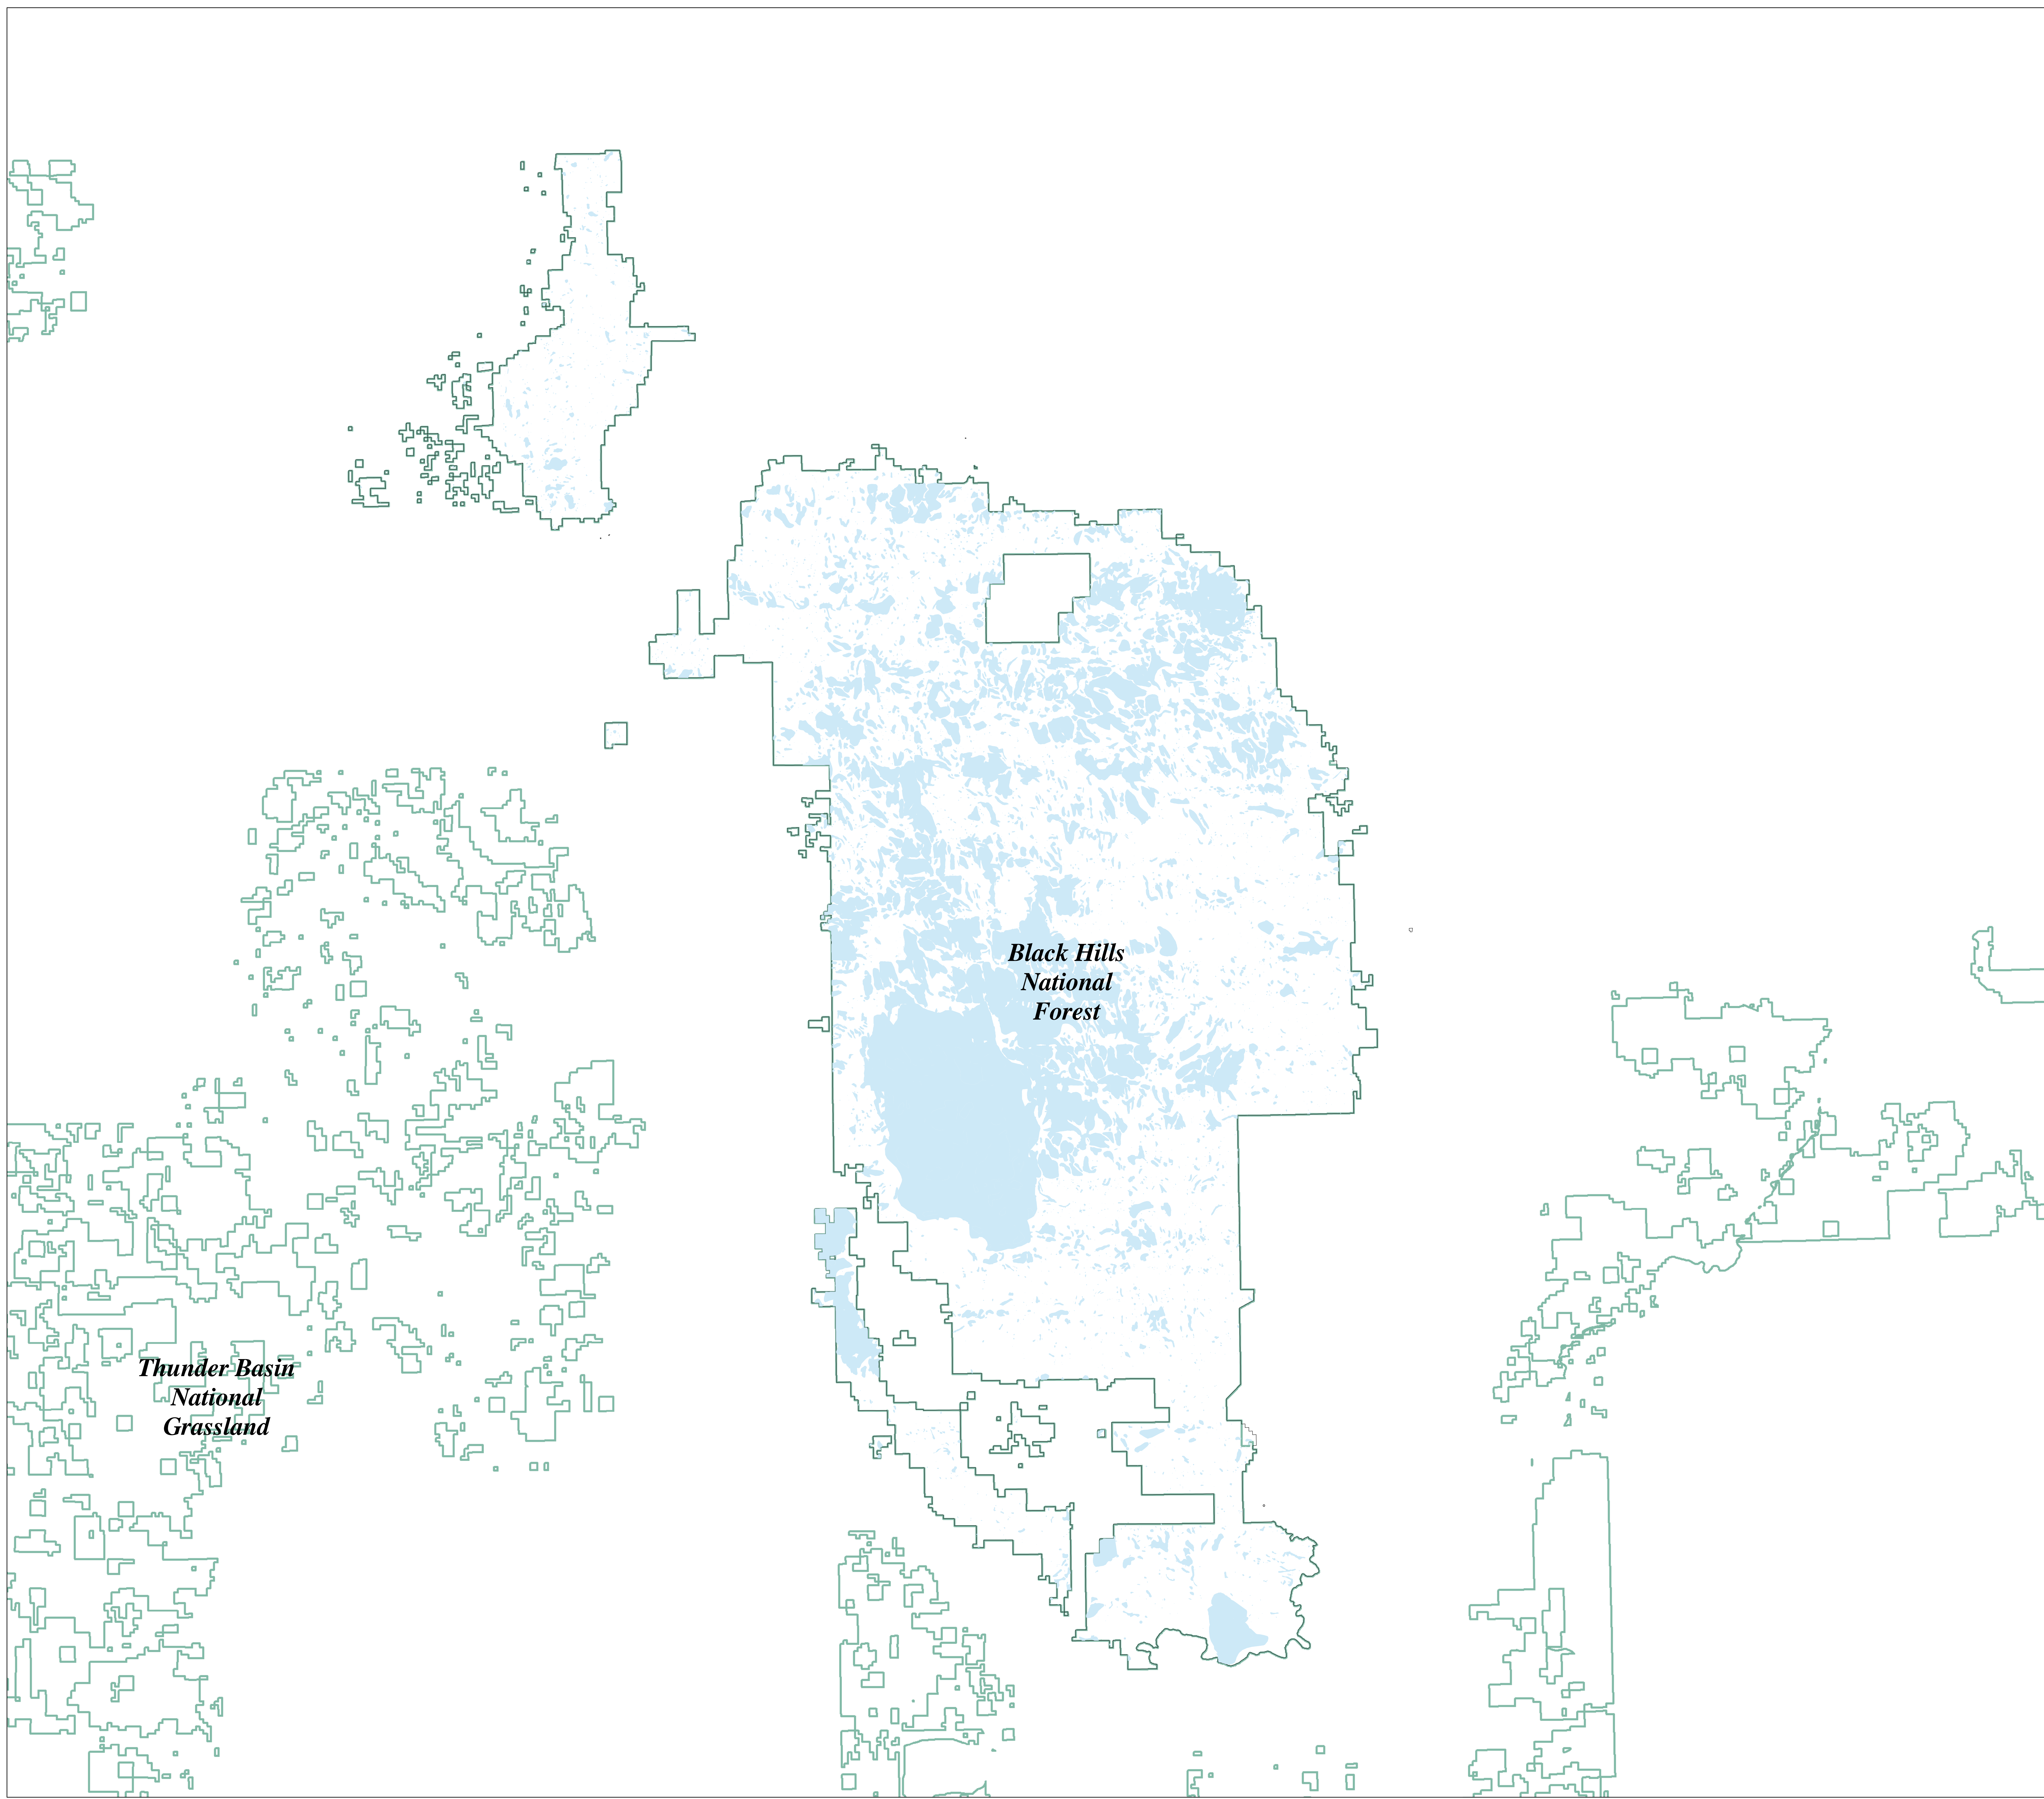 Black Hills
National
Forest
Thunder Basin
National
Grassland